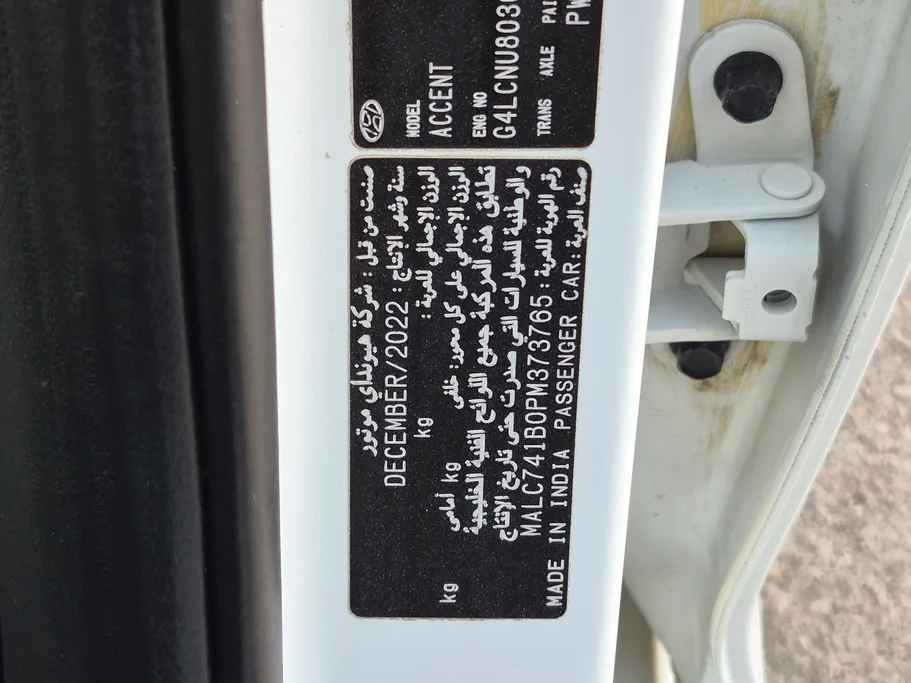 MODEL
ACCENT
ENG NO
G4LCNU803
TRANS AXLE PAI
PW
صنعت من قبل : شركة هيونداي موتور
سنة وشهر الإنتاج : DECEMBER/2022
الوزن الإجمالي للعربة : kg
الوزن الإجمالي على كل محور: خلفي kg أمامي kg
تطابق هذه المركبة جميع اللوائح الفنية الخليجية
والوطنية للسيارات التي صدرت حتى تاريخ الإنتاج
رقم الهوية للعربة : MALC741B0PM373765
صنف العربة: MADE IN INDIA PASSENGER CAR